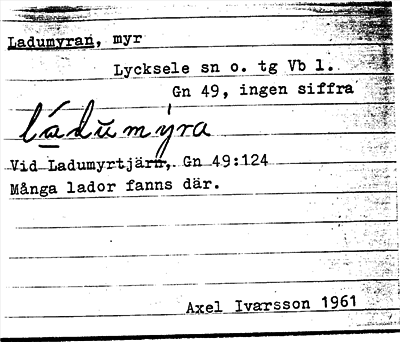 Ladumyran, myr
Lycksele sn o. tg Vb l.
Gn 49, ingen siffra
ládŭmýra
Vid Ladumyrtjärn, Gn 49:124
Många lador fanns där.
Axel Ivarsson 1961